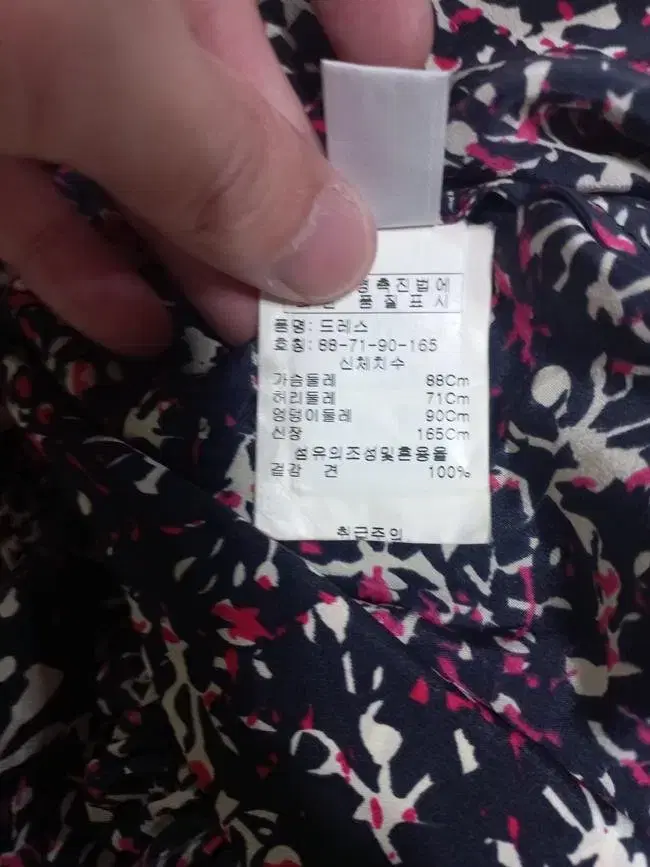 촉진법에
품질표시
품명: 드레스
호칭: 88-71-90-165
신체치수
가슴둘레 88Cm
허리둘레 71Cm
엉덩이둘레 90Cm
신장 165Cm
섬유의조성및혼용율
겉감 견 100%
취급주의